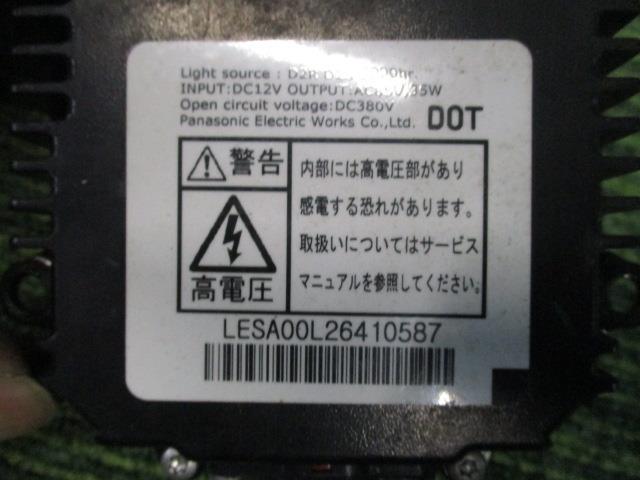 Light source : D2R
INPUT:DC12V OUTPUT: 35W
Open circuit voltage:DC380V
Panasonic Electric Works Co.,Ltd. DOT
警告
高電圧
内部には高電圧部があり
感電する恐れがあります。
取扱いについてはサービス
マニュアルを参照してください。
LESA00L26410587